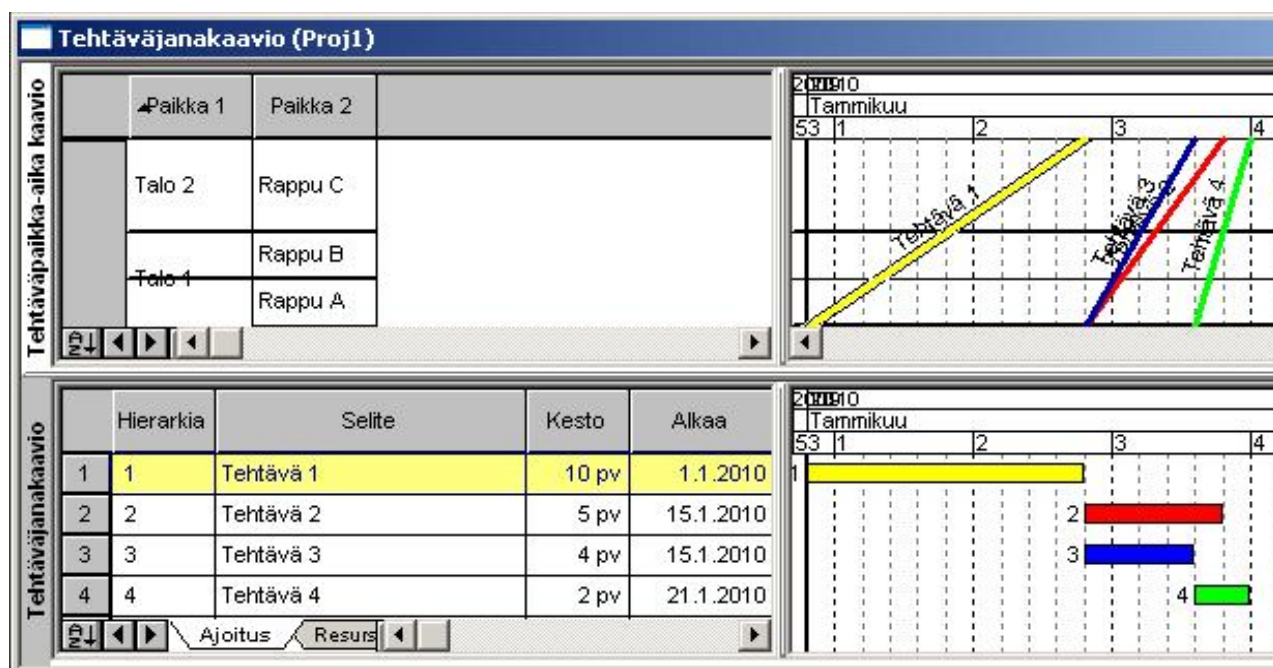 Tehtäväjanakaavio (Proj1)
Tehtäväpaikka-aika kaavio
Paikka 1 Paikka 2
Talo 2 Rappu C
Rappu B
Talo 1
Rappu A
Tammikuu
53 1 2 3 4
Tehtävä 1
Tehtävä 3
Tehtävä 4
Tehtäväjanakaavio
Hierarkia Selite Kesto Alkaa
1 1 Tehtävä 1 10 pv 1.1.2010
2 2 Tehtävä 2 5 pv 15.1.2010
3 3 Tehtävä 3 4 pv 15.1.2010
4 4 Tehtävä 4 2 pv 21.1.2010
Ajoitus Resurs
Tammikuu
53 1 2 3 4
1
2
3
4